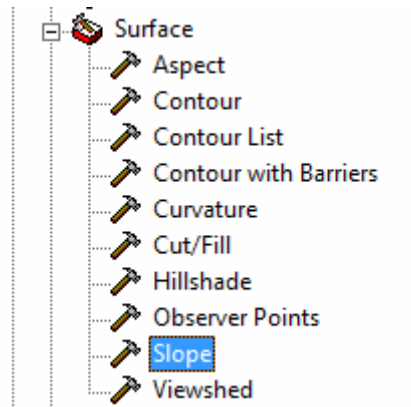 Surface
Aspect
Contour
Contour List
Contour with Barriers
Curvature
Cut/Fill
Hillshade
Observer Points
Slope
Viewshed